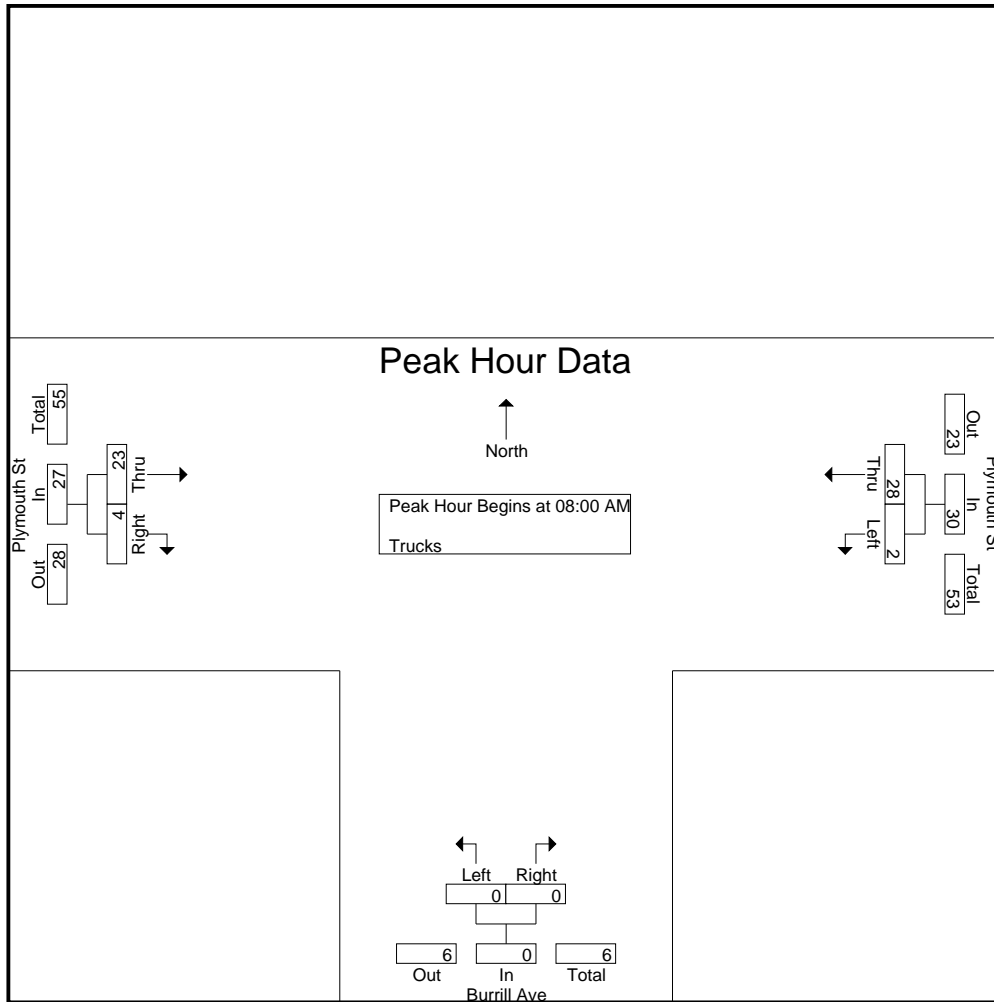 Peak Hour Data
North
Peak Hour Begins at 08:00 AM
Trucks
Plymouth St
Total
55
In
27
Out
28
23
Thru
4
Right
Plymouth St
Out
23
In
30
Total
53
Thru
28
Left
2
Left Right
0 0
6 0 6
Out In Total
Burrill Ave